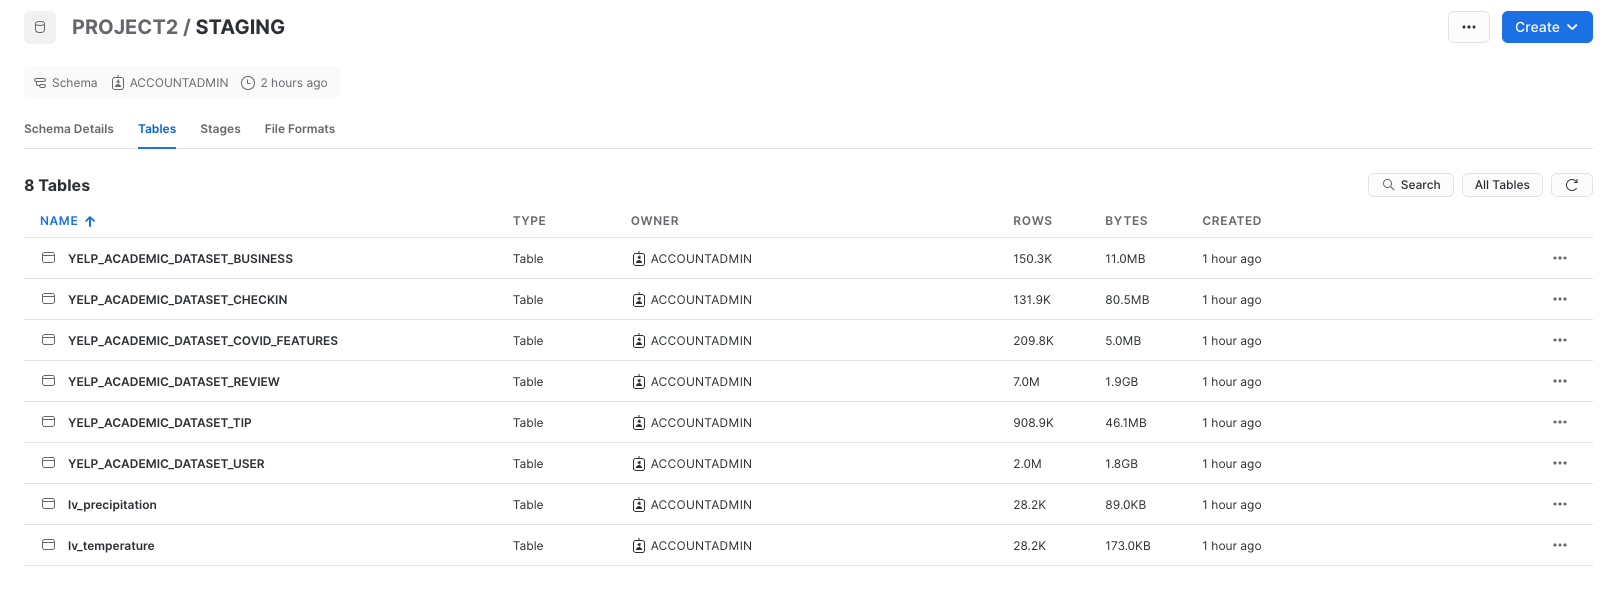 PROJECT2 / STAGING
... Create
Schema ACCOUNTADMIN 2 hours ago
Schema Details Tables Stages File Formats
8 Tables Search All Tables
NAME TYPE OWNER ROWS BYTES CREATED
YELP_ACADEMIC_DATASET_BUSINESS Table ACCOUNTADMIN 150.3K 11.0MB 1 hour ago
YELP_ACADEMIC_DATASET_CHECKIN Table ACCOUNTADMIN 131.9K 80.5MB 1 hour ago
YELP_ACADEMIC_DATASET_COVID_FEATURES Table ACCOUNTADMIN 209.8K 5.0MB 1 hour ago
YELP_ACADEMIC_DATASET_REVIEW Table ACCOUNTADMIN 7.0M 1.9GB 1 hour ago
YELP_ACADEMIC_DATASET_TIP Table ACCOUNTADMIN 908.9K 46.1MB 1 hour ago
YELP_ACADEMIC_DATASET_USER Table ACCOUNTADMIN 2.0M 1.8GB 1 hour ago
lv_precipitation Table ACCOUNTADMIN 28.2K 89.0KB 1 hour ago
lv_temperature Table ACCOUNTADMIN 28.2K 173.0KB 1 hour ago